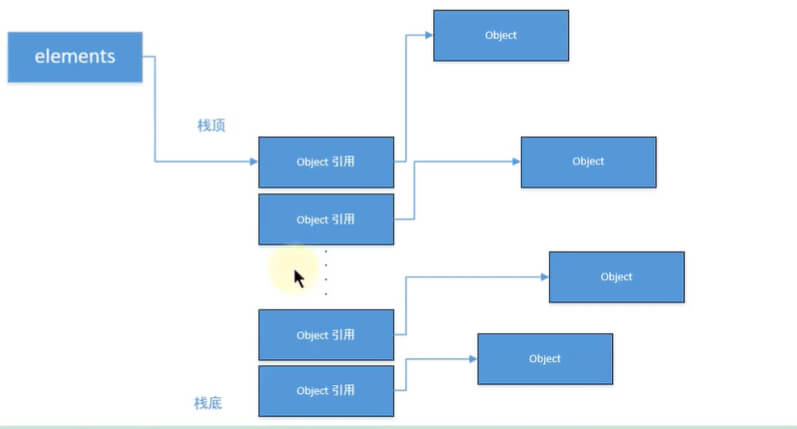 Object
elements
栈顶
Object 引用
Object
Object 引用
Object
Object 引用
Object
Object 引用
栈底